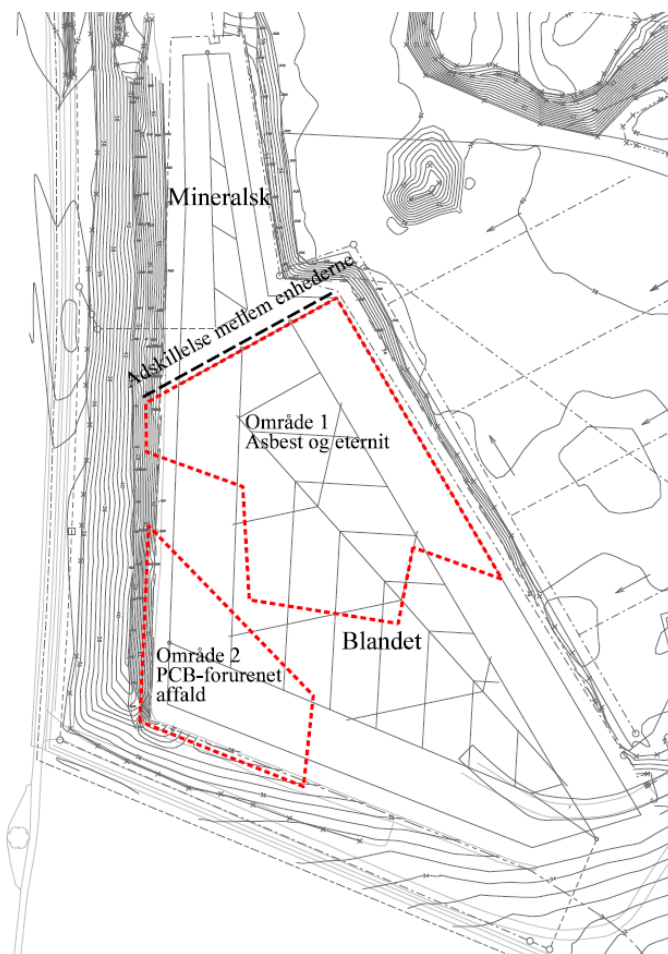 Mineralsk
Adskillelse mellem enhederne
Område 1
Asbest og eternit
Blandet
Område 2
PCB-forurenet
affald